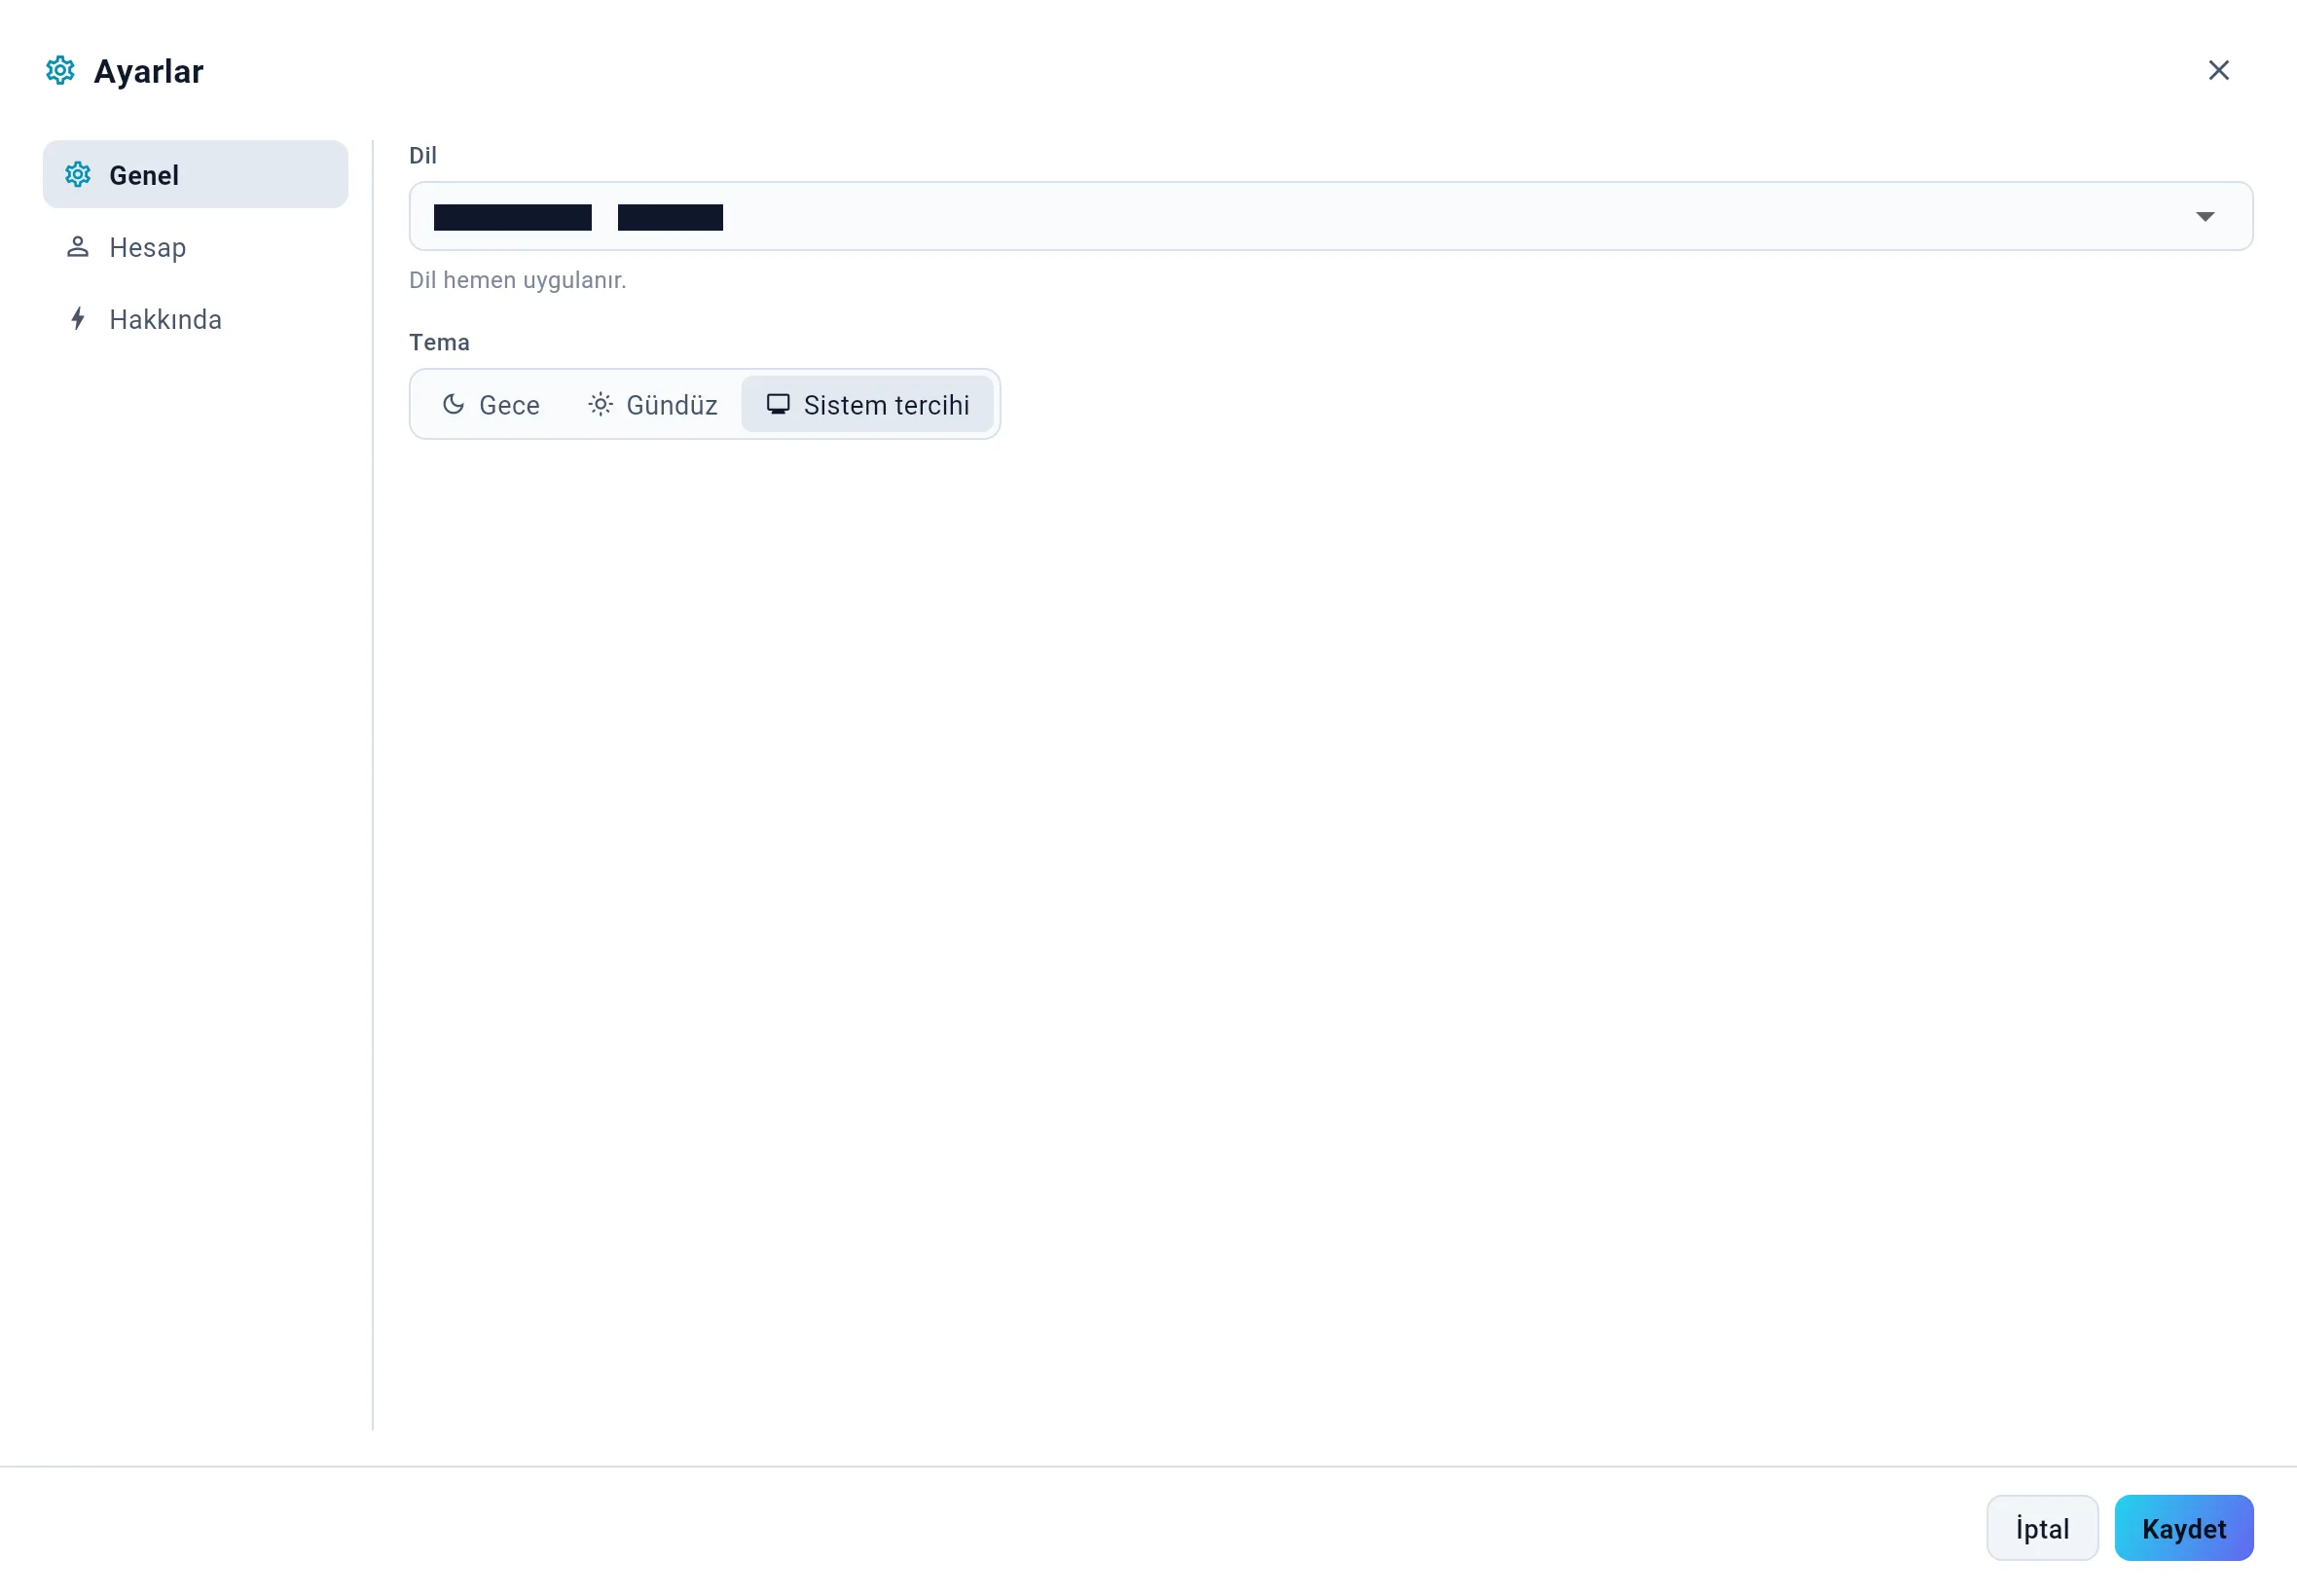 Ayarlar
Genel
Hesap
Hakkında
Dil
Dil hemen uygulanır.
Tema
Gece
Gündüz
Sistem tercihi
İptal
Kaydet